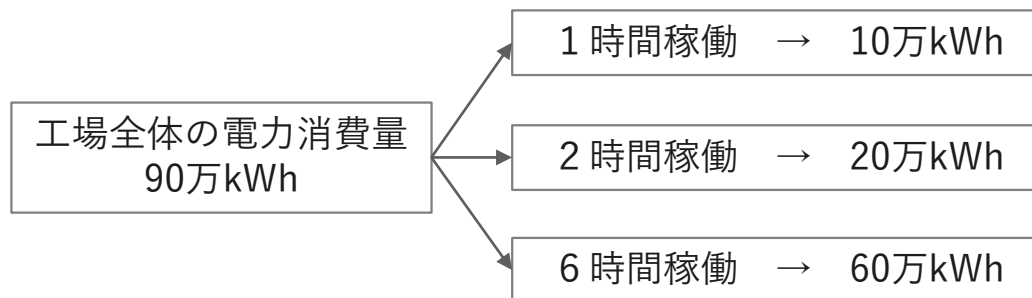 工場全体の電力消費量
90万kWh
1 時間稼働　→　10万kWh
2 時間稼働　→　20万kWh
6 時間稼働　→　60万kWh